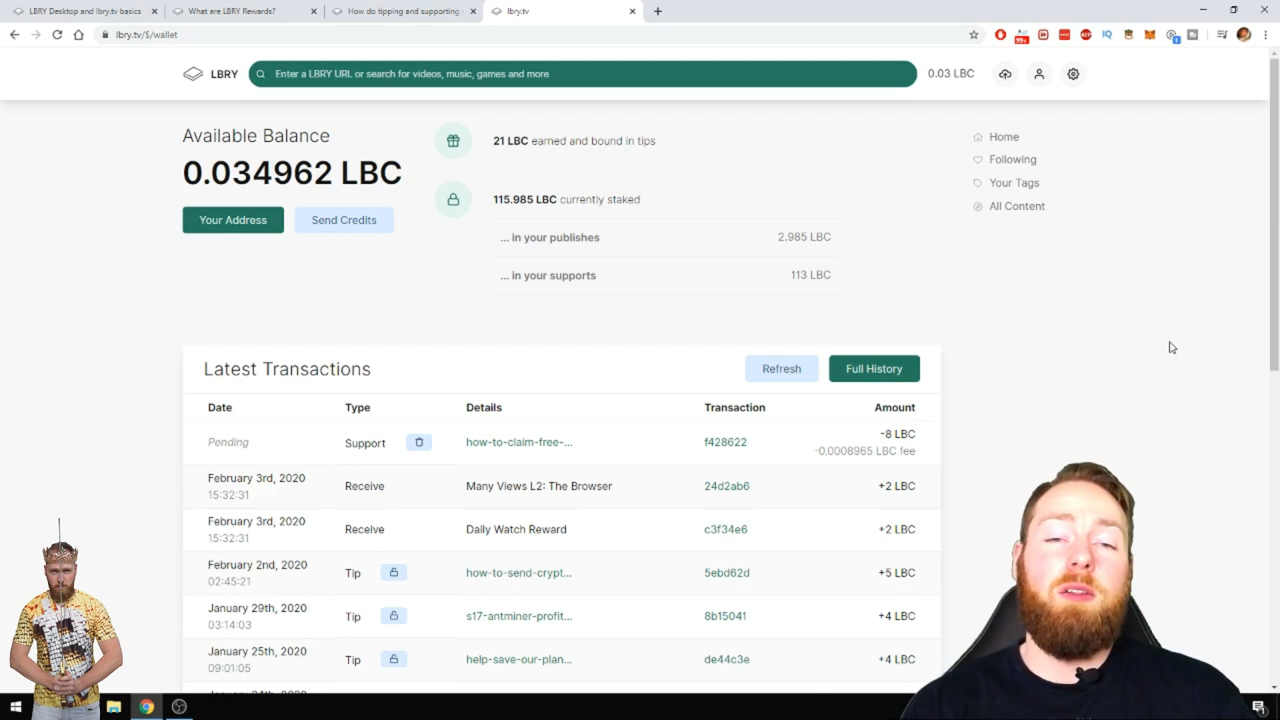 LBRY Desktop and lbry.tv basics
What are LBRY Rewards?
How do tipping and supporting
lbry.tv
lbry.tv/$/wallet
99+
ABP
IQ
1
LBRY
Enter a LBRY URL or search for videos, music, games and more
0.03 LBC
Available Balance
0.034962 LBC
Your Address
Send Credits
21 LBC earned and bound in tips
115.985 LBC currently staked
... in your publishes 2.985 LBC
... in your supports 113 LBC
Home
Following
Your Tags
All Content
Latest Transactions
Refresh
Full History
Date Type Details Transaction Amount
Pending Support how-to-claim-free-... f428622 -8 LBC
-0.0008965 LBC fee
February 3rd, 2020 Receive Many Views L2: The Browser 24d2ab6 +2 LBC
15:32:31
February 3rd, 2020 Receive Daily Watch Reward c3f34e6 +2 LBC
15:32:31
February 2nd, 2020 Tip how-to-send-crypt... 5ebd62d +5 LBC
02:45:21
January 29th, 2020 Tip s17-antminer-profit... 8b15041 +4 LBC
03:14:03
January 25th, 2020 Tip help-save-our-plan... de44c3e +4 LBC
09:01:05